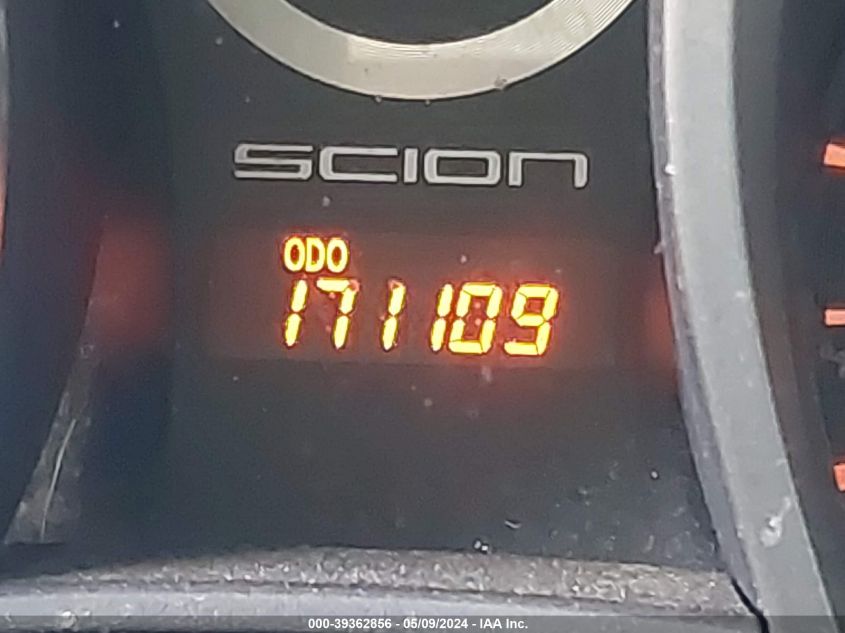 SCION
ODO
171109
000-39362856 - 05/09/2024 - IAA Inc.